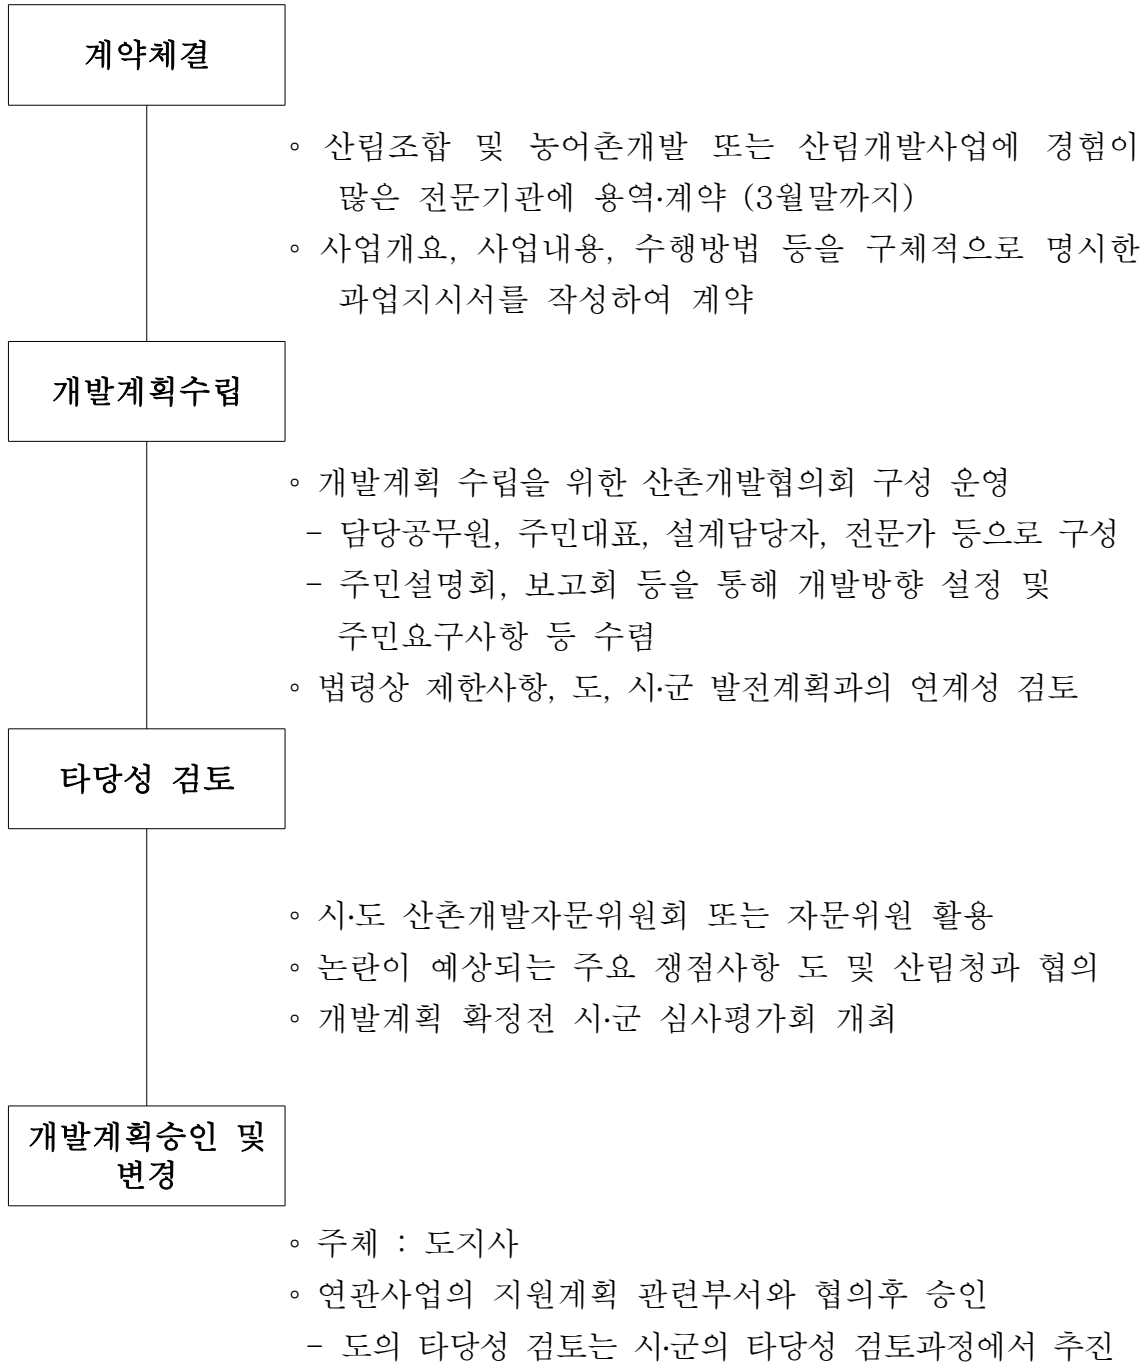 계약체결
◦ 산림조합 및 농어촌개발 또는 산림개발사업에 경험이
많은 전문기관에 용역·계약 (3월말까지)
◦ 사업개요, 사업내용, 수행방법 등을 구체적으로 명시한
과업지시서를 작성하여 계약
개발계획수립
◦ 개발계획 수립을 위한 산촌개발협의회 구성 운영
- 담당공무원, 주민대표, 설계담당자, 전문가 등으로 구성
- 주민설명회, 보고회 등을 통해 개발방향 설정 및
주민요구사항 등 수렴
◦ 법령상 제한사항, 도, 시·군 발전계획과의 연계성 검토
타당성 검토
◦ 시·도 산촌개발자문위원회 또는 자문위원 활용
◦ 논란이 예상되는 주요 쟁점사항 도 및 산림청과 협의
◦ 개발계획 확정전 시·군 심사평가회 개최
개발계획승인 및
변경
◦ 주체 : 도지사
◦ 연관사업의 지원계획 관련부서와 협의후 승인
- 도의 타당성 검토는 시·군의 타당성 검토과정에서 추진